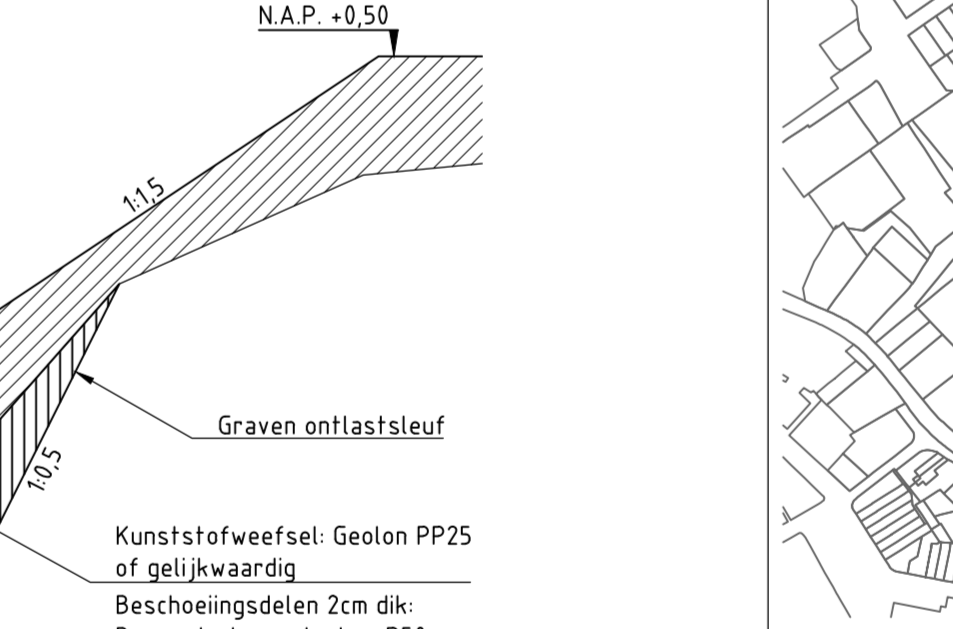 N.A.P. +0,50
1:1,5
Graven ontlastsleuf
1:0,5
Kunststofweefsel: Geolon PP25
of gelijkwaardig
Beschoeiingsdelen 2cm dik: